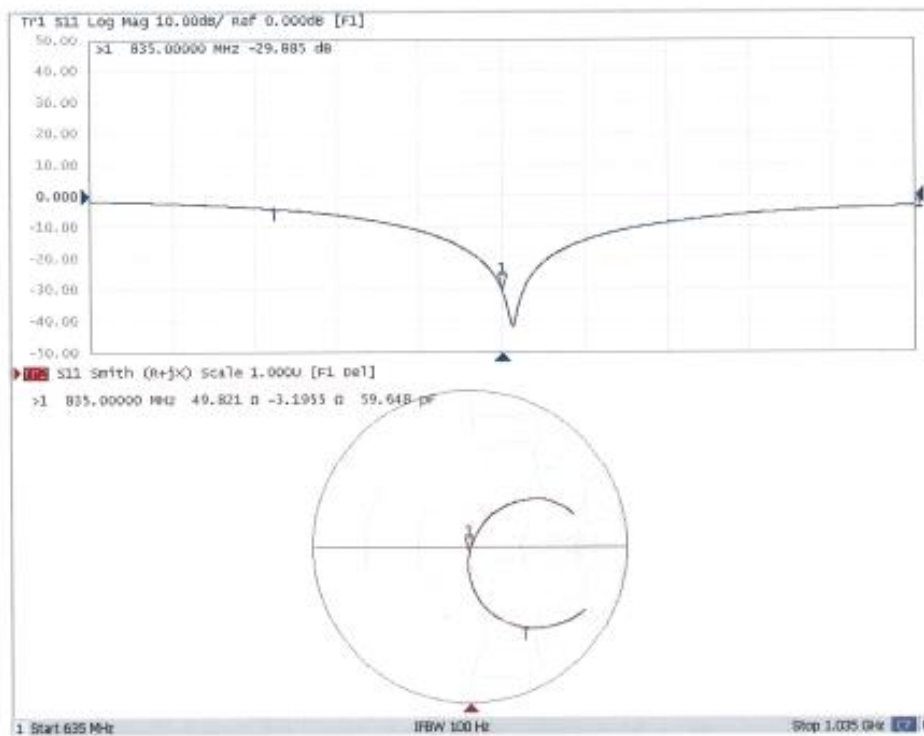 Tr1 S11 Log Mag 10.00dB/ Ref 0.000dB [F1]
50.00
>1 835.00000 MHz -29.885 dB
40.00
30.00
20.00
10.00
0.000
-10.00
-20.00
1
-30.00
-40.00
-50.00
S11 Smith (R+jX) Scale 1.000U [F1 Del]
>1 835.00000 MHz 49.821 Ω -3.1955 Ω 59.648 pF
1
1 Start 635 MHz IFBW 100 Hz Stop 1.035 GHz